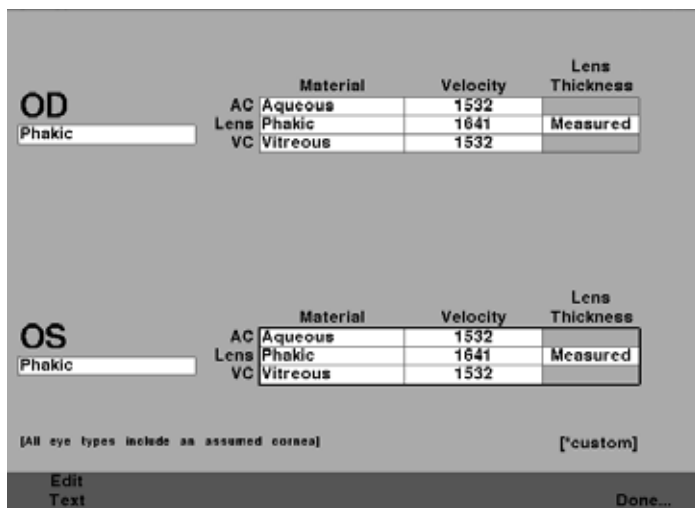 Lens
Material Velocity Thickness
OD
AC Aqueous 1532
Phakic
Lens Phakic 1641 Measured
VC Vitreous 1532
Lens
Material Velocity Thickness
OS
AC Aqueous 1532
Phakic
Lens Phakic 1641 Measured
VC Vitreous 1532
[All eye types include an assumed cornea] [*custom]
Edit
Text Done...